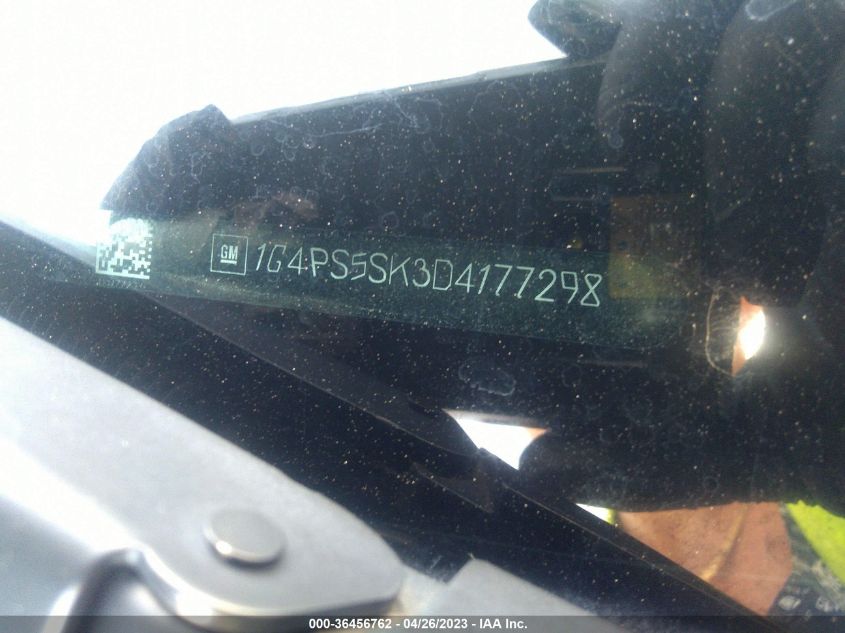 GM 1G4PS5SK3D4177298
000-36456762 - 04/26/2023 - IAA Inc.